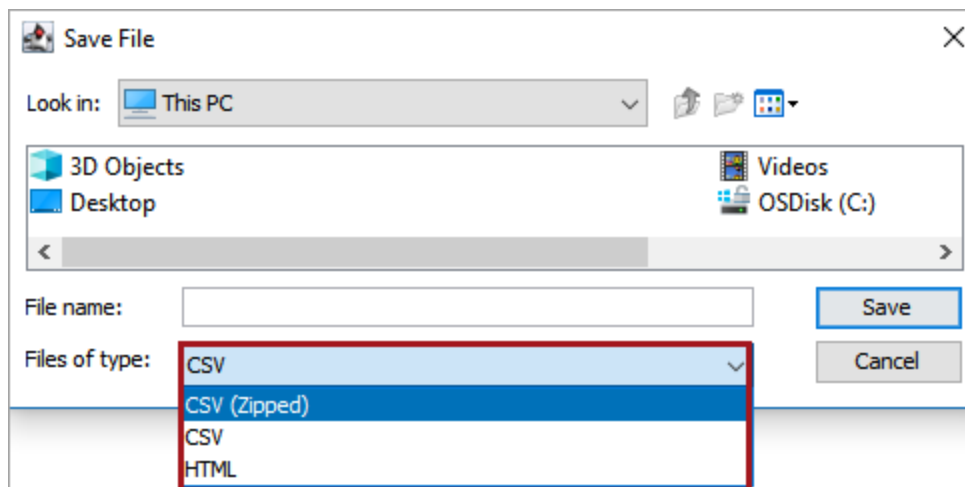 Save File
Look in: This PC
3D Objects Videos
Desktop OSDisk (C:)
File name: Save
Files of type: CSV Cancel
CSV (Zipped)
CSV
HTML